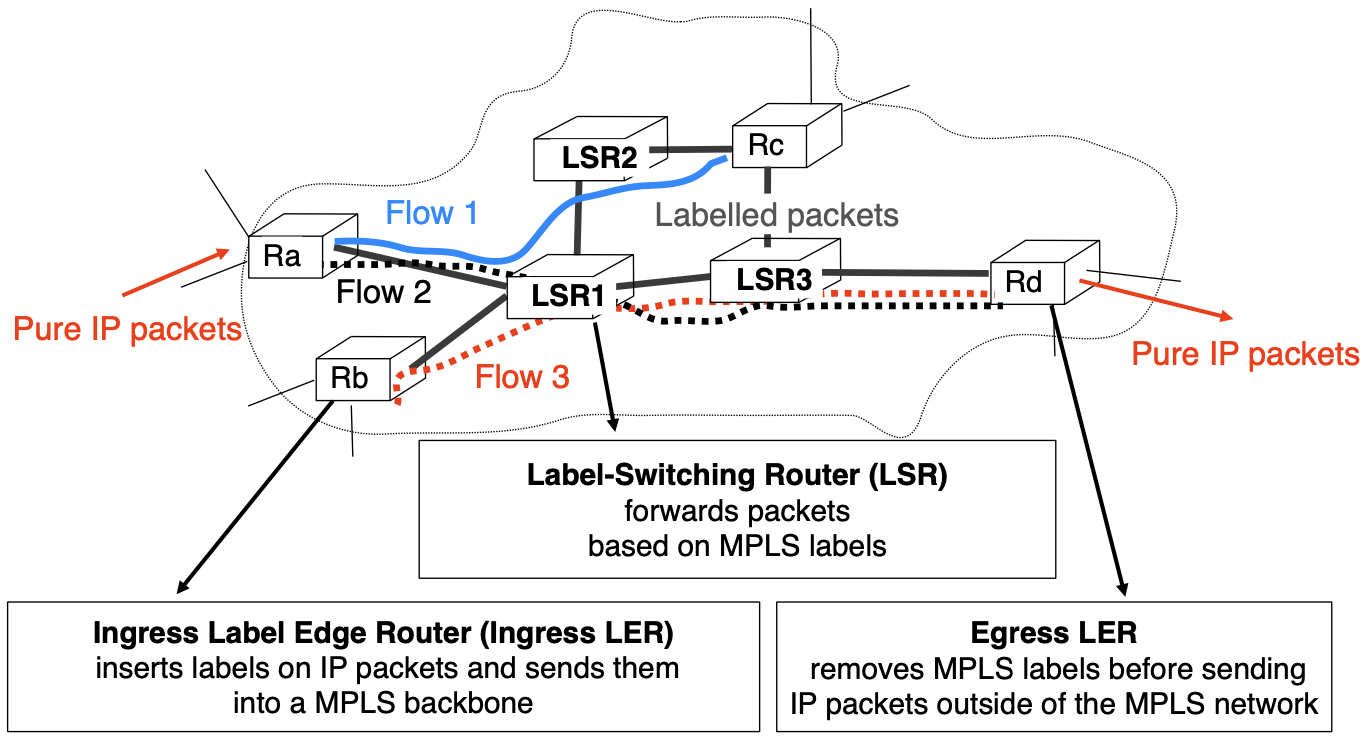 LSR2
Rc
Flow 1
Labelled packets
Ra
Flow 2
LSR1
LSR3
Rd
Pure IP packets
Pure IP packets
Rb
Flow 3
Label-Switching Router (LSR)
forwards packets
based on MPLS labels
Ingress Label Edge Router (Ingress LER)
inserts labels on IP packets and sends them
into a MPLS backbone
Egress LER
removes MPLS labels before sending
IP packets outside of the MPLS network